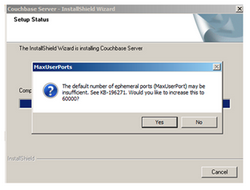 Couchbase Server - InstallShield Wizard
Setup Status
The InstallShield Wizard is installing Couchbase Server
MaxUserPorts
The default number of ephemeral ports (MaxUserPort) may be
insufficient. See KB-196271. Would you like to increase this to
60000?
Comp
Yes
No
InstallShield
Cancel